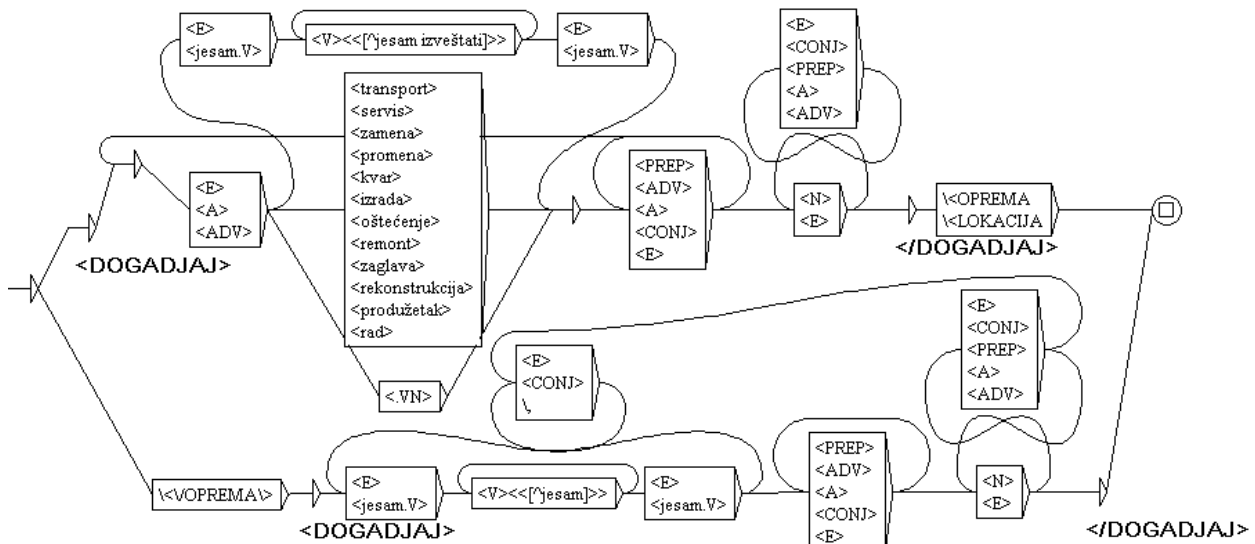 <E>
<jesam.V>
<V><<[^jesam izveštati]>>
<E>
<jesam.V>
<E>
<CONJ>
<PREP>
<A>
<ADV>
<transport>
<servis>
<zamena>
<promena>
<kvar>
<izrada>
<oštećenje>
<remont>
<zaglava>
<rekonstrukcija>
<produžetak>
<rad>
<E>
<A>
<ADV>
<DOGADJAJ>
<PREP>
<ADV>
<A>
<CONJ>
<E>
<N>
<E>
\<OPREMA
\<LOKACIJA
</DOGADJAJ>
<.VN>
<E>
<CONJ>
\,
<E>
<CONJ>
<PREP>
<A>
<ADV>
\<\/OPREMA\>
<DOGADJAJ>
<E>
<jesam.V>
<V><<[^jesam]>>
<E>
<jesam.V>
<PREP>
<ADV>
<A>
<CONJ>
<E>
<N>
<E>
</DOGADJAJ>